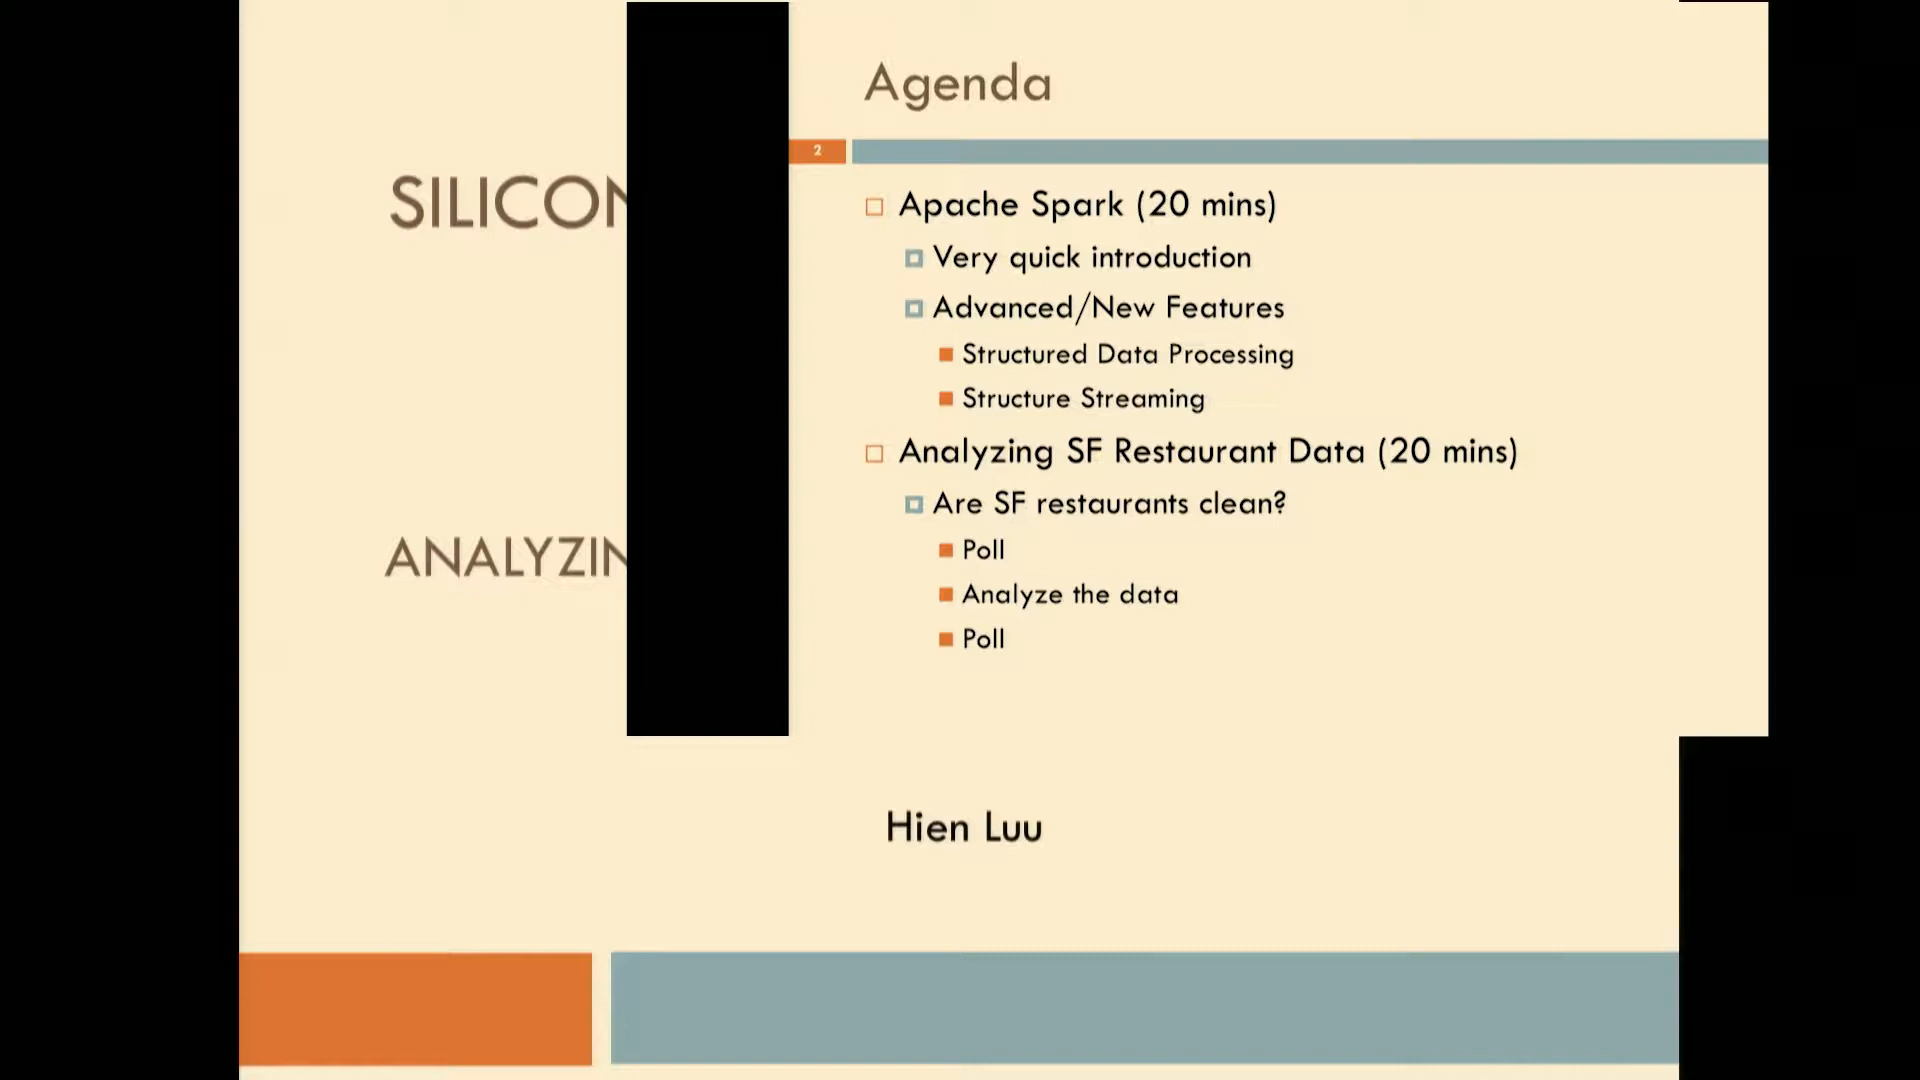 Agenda
2
SILICON
Apache Spark (20 mins)
Very quick introduction
Advanced/New Features
Structured Data Processing
Structure Streaming
Analyzing SF Restaurant Data (20 mins)
Are SF restaurants clean?
ANALYZIN
Poll
Analyze the data
Poll
Hien Luu